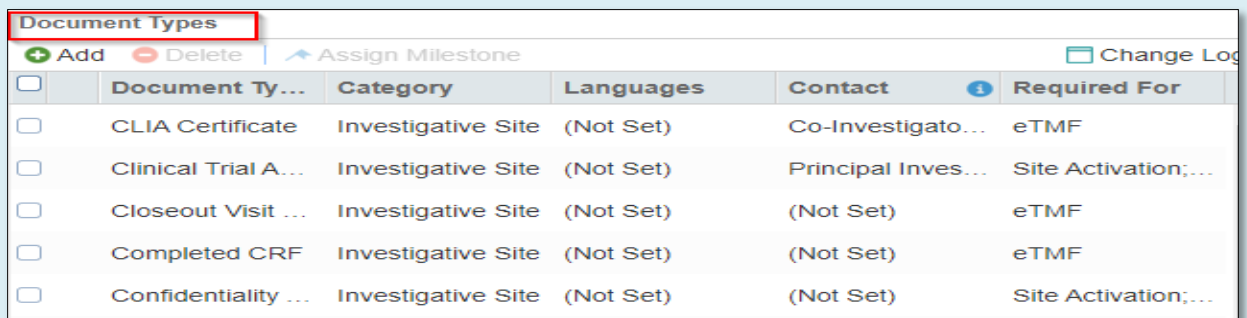 Document Types
Add Delete Assign Milestone Change Log
Document Ty... Category Languages Contact Required For
CLIA Certificate Investigative Site (Not Set) Co-Investigato... eTMF
Clinical Trial A... Investigative Site (Not Set) Principal Inves... Site Activation;...
Closeout Visit ... Investigative Site (Not Set) (Not Set) eTMF
Completed CRF Investigative Site (Not Set) (Not Set) eTMF
Confidentiality ... Investigative Site (Not Set) (Not Set) Site Activation;...